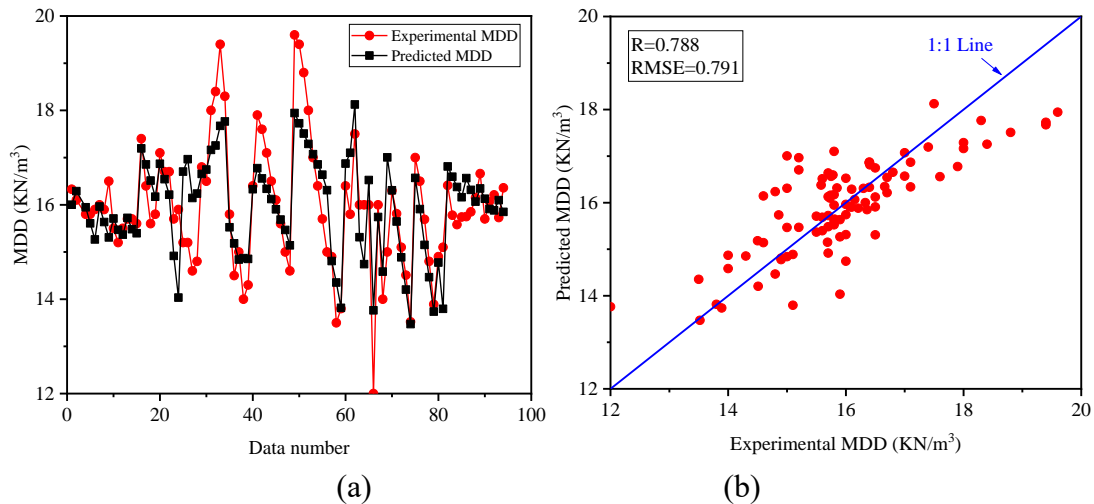 20
18
16
14
12
0
20
40
60
80
100
MDD (KN/m³)
Data number
Experimental MDD
Predicted MDD
(a)
R=0.788
RMSE=0.791
1:1 Line
20
18
16
14
12
12
14
16
18
20
Predicted MDD (KN/m³)
Experimental MDD (KN/m³)
(b)